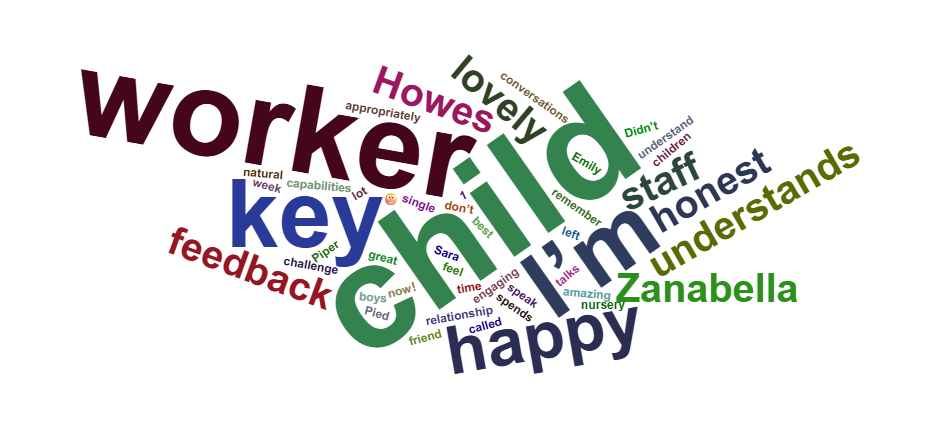 worker
Howes
lovely
conversations
appropriately
child
Didn't
understand
children
Emily
natural
week
capabilities
lot
key
😀
single
1
don't
best
remember
staff
honest
understands
left
I'm
feedback
Piper
challenge
great
Sara
feel
talks
Zanabella
boys
now!
time
engaging
speak
amazing
nursery
Pied
relationship
spends
friend
called
happy